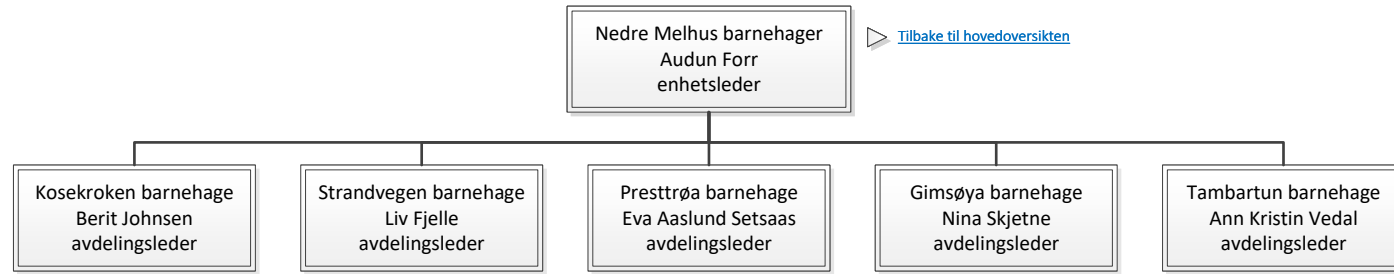 Nedre Melhus barnehager
Audun Forr
enhetsleder
Tilbake til hovedoversikten
Kosekroken barnehage
Berit Johnsen
avdelingsleder
Strandvegen barnehage
Liv Fjelle
avdelingsleder
Presttrøa barnehage
Eva Aaslund Setsaas
avdelingsleder
Gimsøya barnehage
Nina Skjetne
avdelingsleder
Tambartun barnehage
Ann Kristin Vedal
avdelingsleder